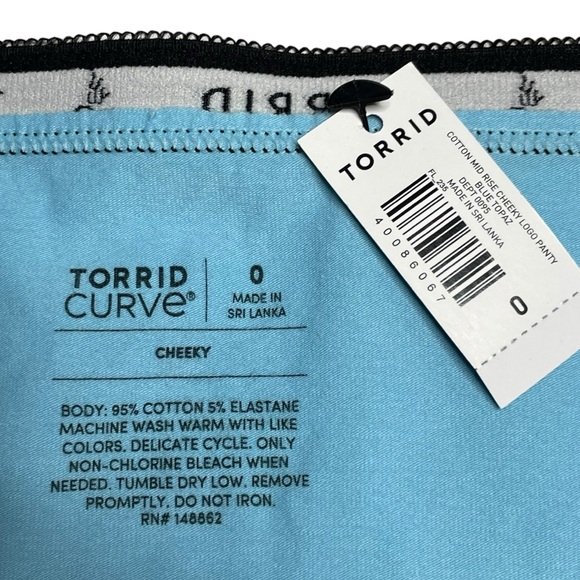 TORRID
TORRID
COTTON MID RISE CHEEKY LOGO PANTY
BLUE TOPAZ
DEPT 0095
MADE IN SRI LANKA
FL_236
40086067
0
TORRID
CURVE®
0
MADE IN
SRI LANKA
CHEEKY
BODY: 95% COTTON 5% ELASTANE
MACHINE WASH WARM WITH LIKE
COLORS. DELICATE CYCLE. ONLY
NON-CHLORINE BLEACH WHEN
NEEDED. TUMBLE DRY LOW. REMOVE
PROMPTLY. DO NOT IRON.
RN# 148862